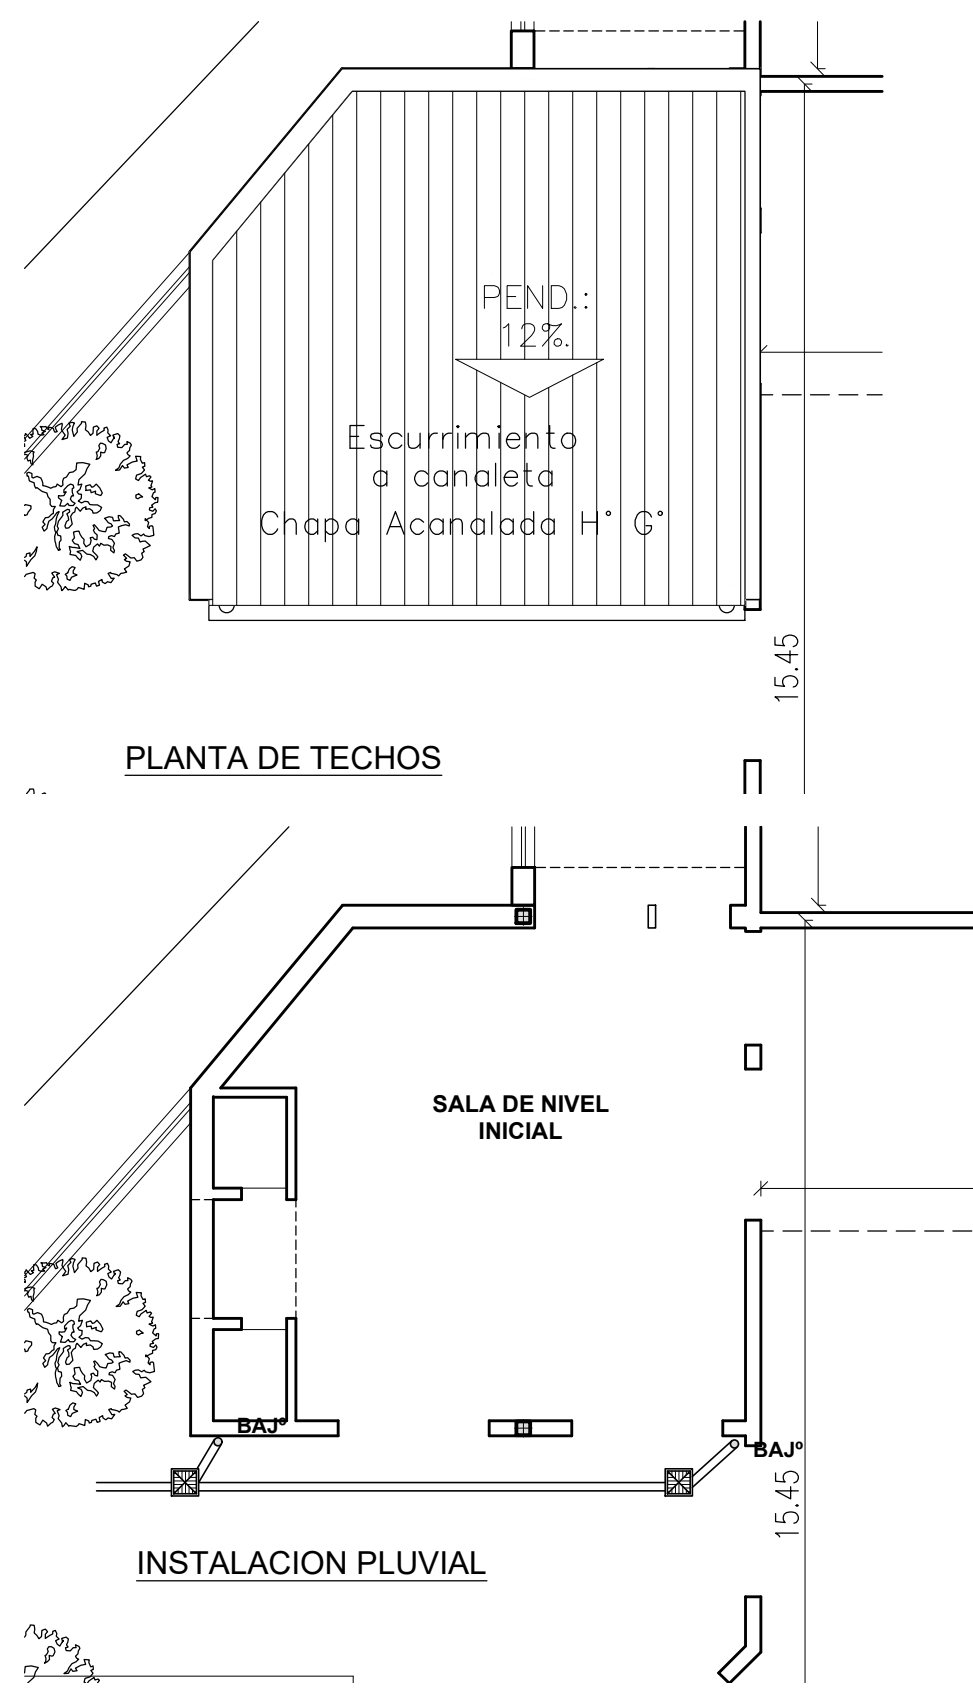 PEND.:
12%.
Escurrimiento
a canaleta
Chapa Acanalada H° G°
15.45
PLANTA DE TECHOS
SALA DE NIVEL
INICIAL
BAJº
BAJº
15.45
INSTALACION PLUVIAL